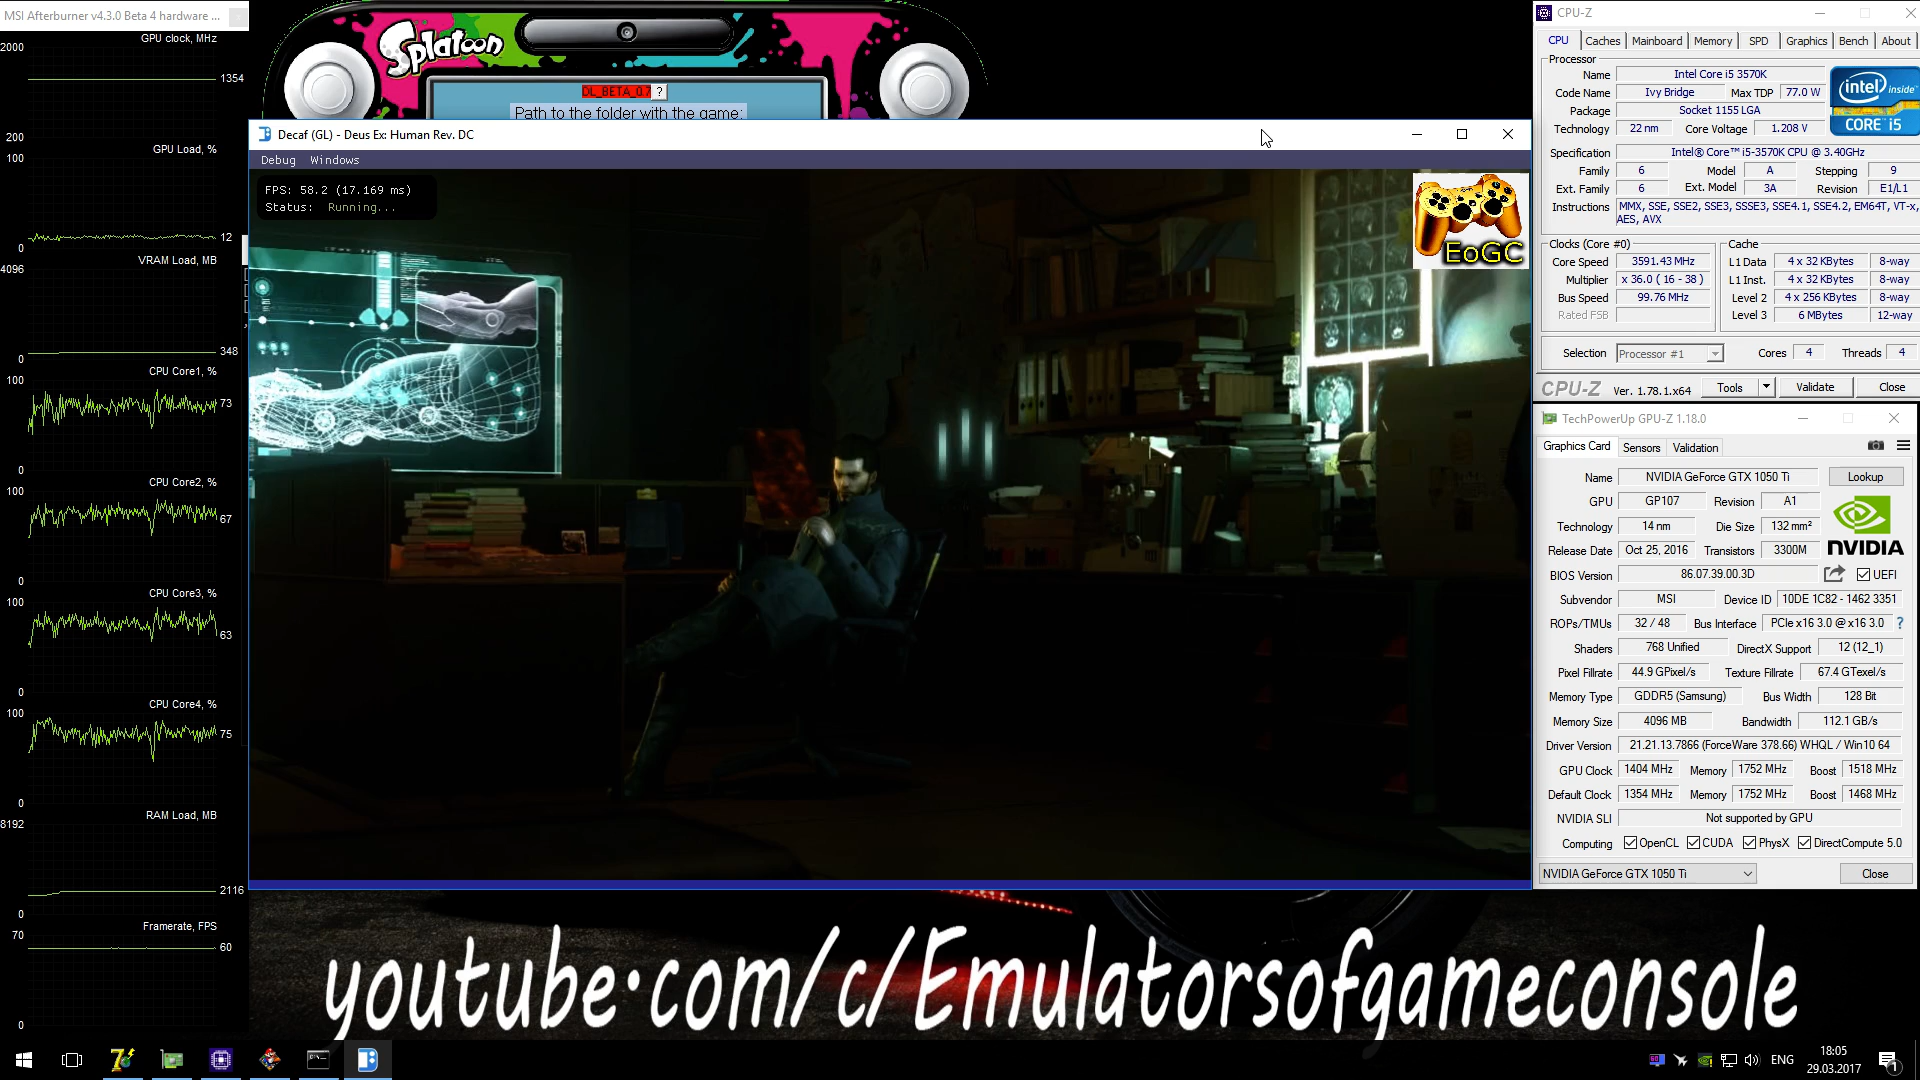 MSI Afterburner v4.3.0 Beta 4 hardware ...
GPU clock, MHz
2000
1354
200
GPU Load, %
100
12
0
VRAM Load, MB
4096
348
0
CPU Core1, %
100
73
0
CPU Core2, %
100
67
0
CPU Core3, %
100
63
0
CPU Core4, %
100
75
0
RAM Load, MB
8192
2116
0
Framerate, FPS
70
60
0
Splatoon
DL_BETA_0.7 ?
Path to the folder with the game:
Decaf (GL) - Deus Ex: Human Rev. DC
Debug Windows
FPS: 58.2 (17.169 ms)
Status: Running...
EoGC
CPU-Z
CPU Caches Mainboard Memory SPD Graphics Bench About
Processor
Name Intel Core i5 3570K
Code Name Ivy Bridge Max TDP 77.0 W
Package Socket 1155 LGA
Technology 22 nm Core Voltage 1.208 V
intel inside
CORE i5
Specification Intel® Core™ i5-3570K CPU @ 3.40GHz
Family 6 Model A Stepping 9
Ext. Family 6 Ext. Model 3A Revision E1/L1
Instructions MMX, SSE, SSE2, SSE3, SSSE3, SSE4.1, SSE4.2, EM64T, VT-x,
AES, AVX
Clocks (Core #0) Cache
Core Speed 3591.43 MHz L1 Data 4 x 32 KBytes 8-way
Multiplier x 36.0 ( 16 - 38 ) L1 Inst. 4 x 32 KBytes 8-way
Bus Speed 99.76 MHz Level 2 4 x 256 KBytes 8-way
Rated FSB Level 3 6 MBytes 12-way
Selection Processor #1 Cores 4 Threads 4
CPU-Z Ver. 1.78.1.x64 Tools Validate Close
TechPowerUp GPU-Z 1.18.0
Graphics Card Sensors Validation
Name NVIDIA GeForce GTX 1050 Ti Lookup
GPU GP107 Revision A1
Technology 14 nm Die Size 132 mm²
Release Date Oct 25, 2016 Transistors 3300M
NVIDIA
BIOS Version 86.07.39.00.3D UEFI
Subvendor MSI Device ID 10DE 1C82 - 1462 3351
ROPs/TMUs 32 / 48 Bus Interface PCIe x16 3.0 @ x16 3.0 ?
Shaders 768 Unified DirectX Support 12 (12_1)
Pixel Fillrate 44.9 GPixel/s Texture Fillrate 67.4 GTexel/s
Memory Type GDDR5 (Samsung) Bus Width 128 Bit
Memory Size 4096 MB Bandwidth 112.1 GB/s
Driver Version 21.21.13.7866 (ForceWare 378.66) WHQL / Win10 64
GPU Clock 1404 MHz Memory 1752 MHz Boost 1518 MHz
Default Clock 1354 MHz Memory 1752 MHz Boost 1468 MHz
NVIDIA SLI Not supported by GPU
Computing OpenCL CUDA PhysX DirectCompute 5.0
NVIDIA GeForce GTX 1050 Ti Close
youtube.com/c/Emulatorsofgameconsole
ENG
18:05
29.03.2017
1